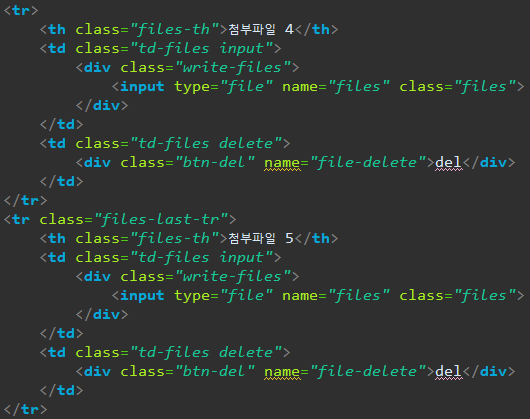 <tr>
    <th class="files-th">첨부파일 4</th>
    <td class="td-files input">
        <div class="write-files">
            <input type="file" name="files" class="files">
        </div>
    </td>
    <td class="td-files delete">
        <div class="btn-del" name="file-delete">del</div>
    </td>
</tr>
<tr class="files-last-tr">
    <th class="files-th">첨부파일 5</th>
    <td class="td-files input">
        <div class="write-files">
            <input type="file" name="files" class="files">
        </div>
    </td>
    <td class="td-files delete">
        <div class="btn-del" name="file-delete">del</div>
    </td>
</tr>